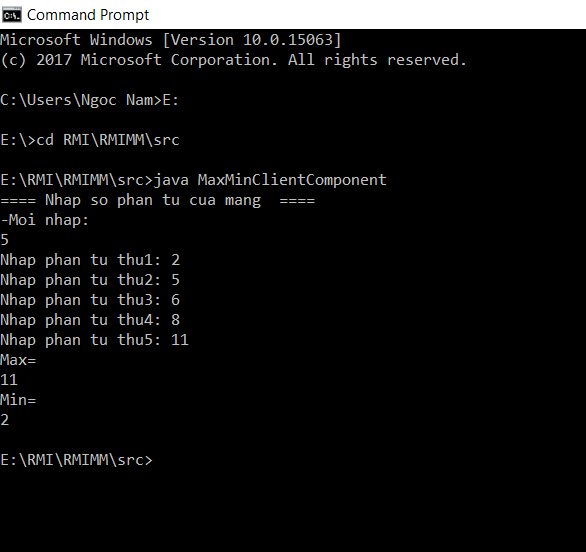 Command Prompt
Microsoft Windows [Version 10.0.15063]
(c) 2017 Microsoft Corporation. All rights reserved.
C:\Users\Ngoc Nam>E:
E:\>cd RMI\RMIMM\src
E:\RMI\RMIMM\src>java MaxMinClientComponent
==== Nhap so phan tu cua mang  ====
-Moi nhap:
5
Nhap phan tu thu1: 2
Nhap phan tu thu2: 5
Nhap phan tu thu3: 6
Nhap phan tu thu4: 8
Nhap phan tu thu5: 11
Max=
11
Min=
2
E:\RMI\RMIMM\src>